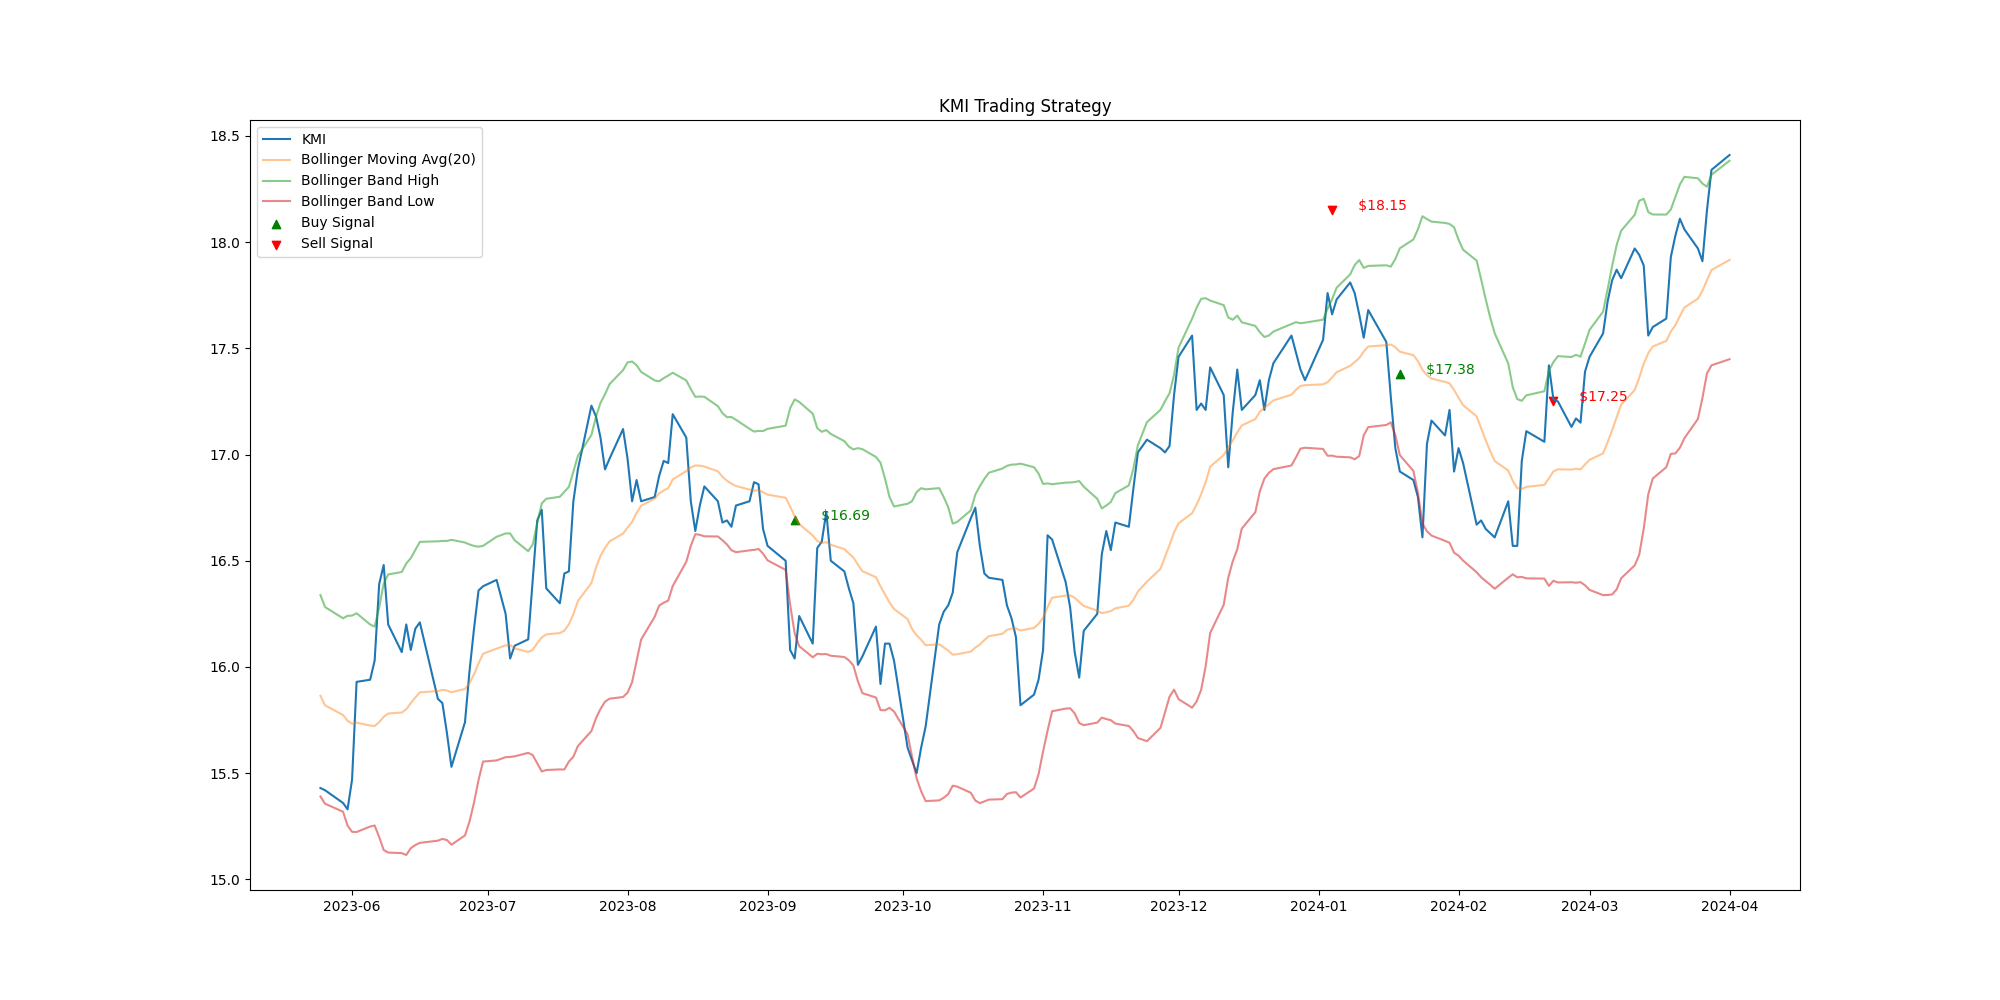 KMI Trading Strategy
KMI
Bollinger Moving Avg(20)
Bollinger Band High
Bollinger Band Low
Buy Signal
Sell Signal
18.5
18.0
17.5
17.0
16.5
16.0
15.5
15.0
$18.15
$17.38
$17.25
$16.69
2023-06 2023-07 2023-08 2023-09 2023-10 2023-11 2023-12 2024-01 2024-02 2024-03 2024-04